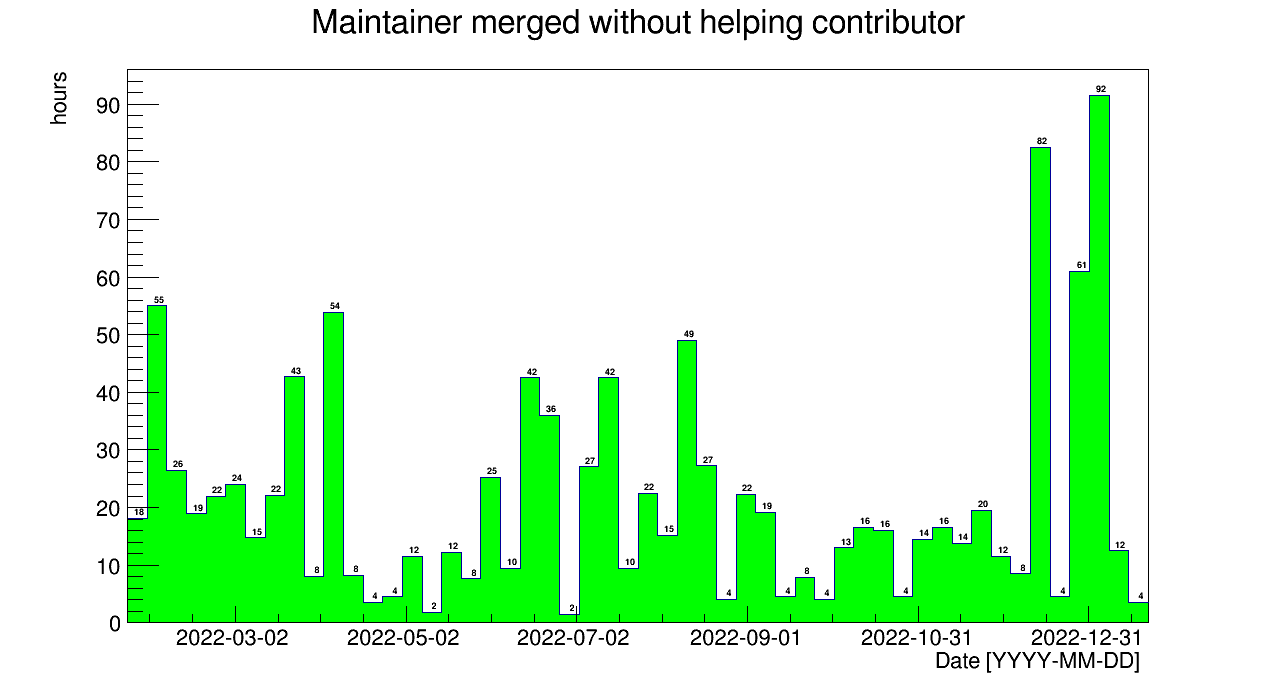 Maintainer merged without helping contributor
hours
90
80
70
60
50
40
30
20
10
0
18 55 26 19 22 24 15 22 43 8 54 8 4 4 12 2 12 8 25 10 42 36 2 27 42 10 22 15 49 27 4 22 19 4 8 4 13 16 16 4 14 16 14 20 12 8 82 4 61 92 12 4
2022-03-02 2022-05-02 2022-07-02 2022-09-01 2022-10-31 2022-12-31
Date [YYYY-MM-DD]